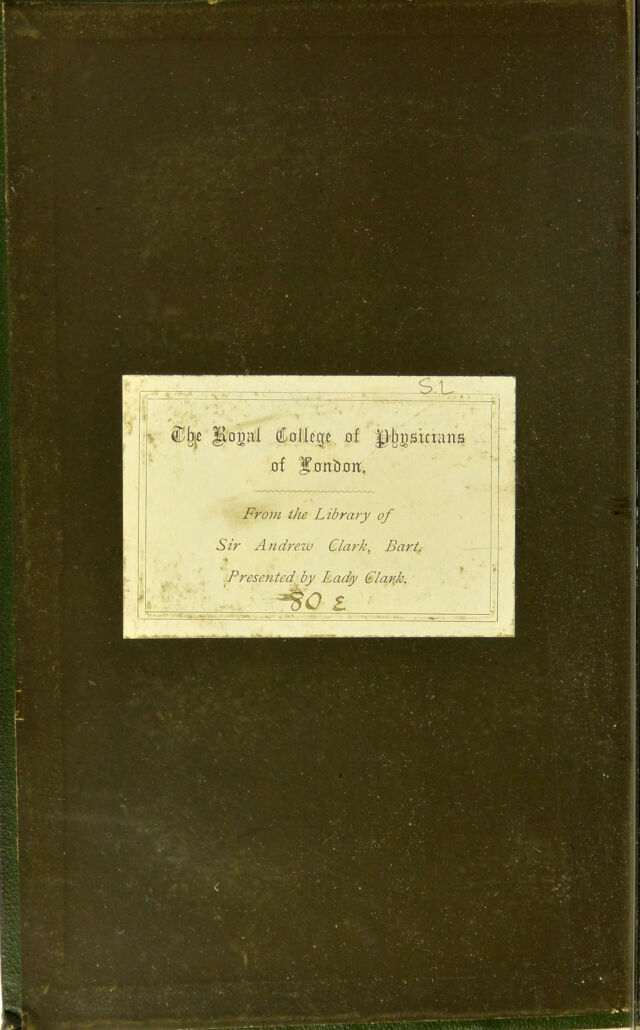 S.L
The Royal College of Physicians
of London.
From the Library of
Sir Andrew Clark, Bart.
Presented by Lady Clark.
80 ε